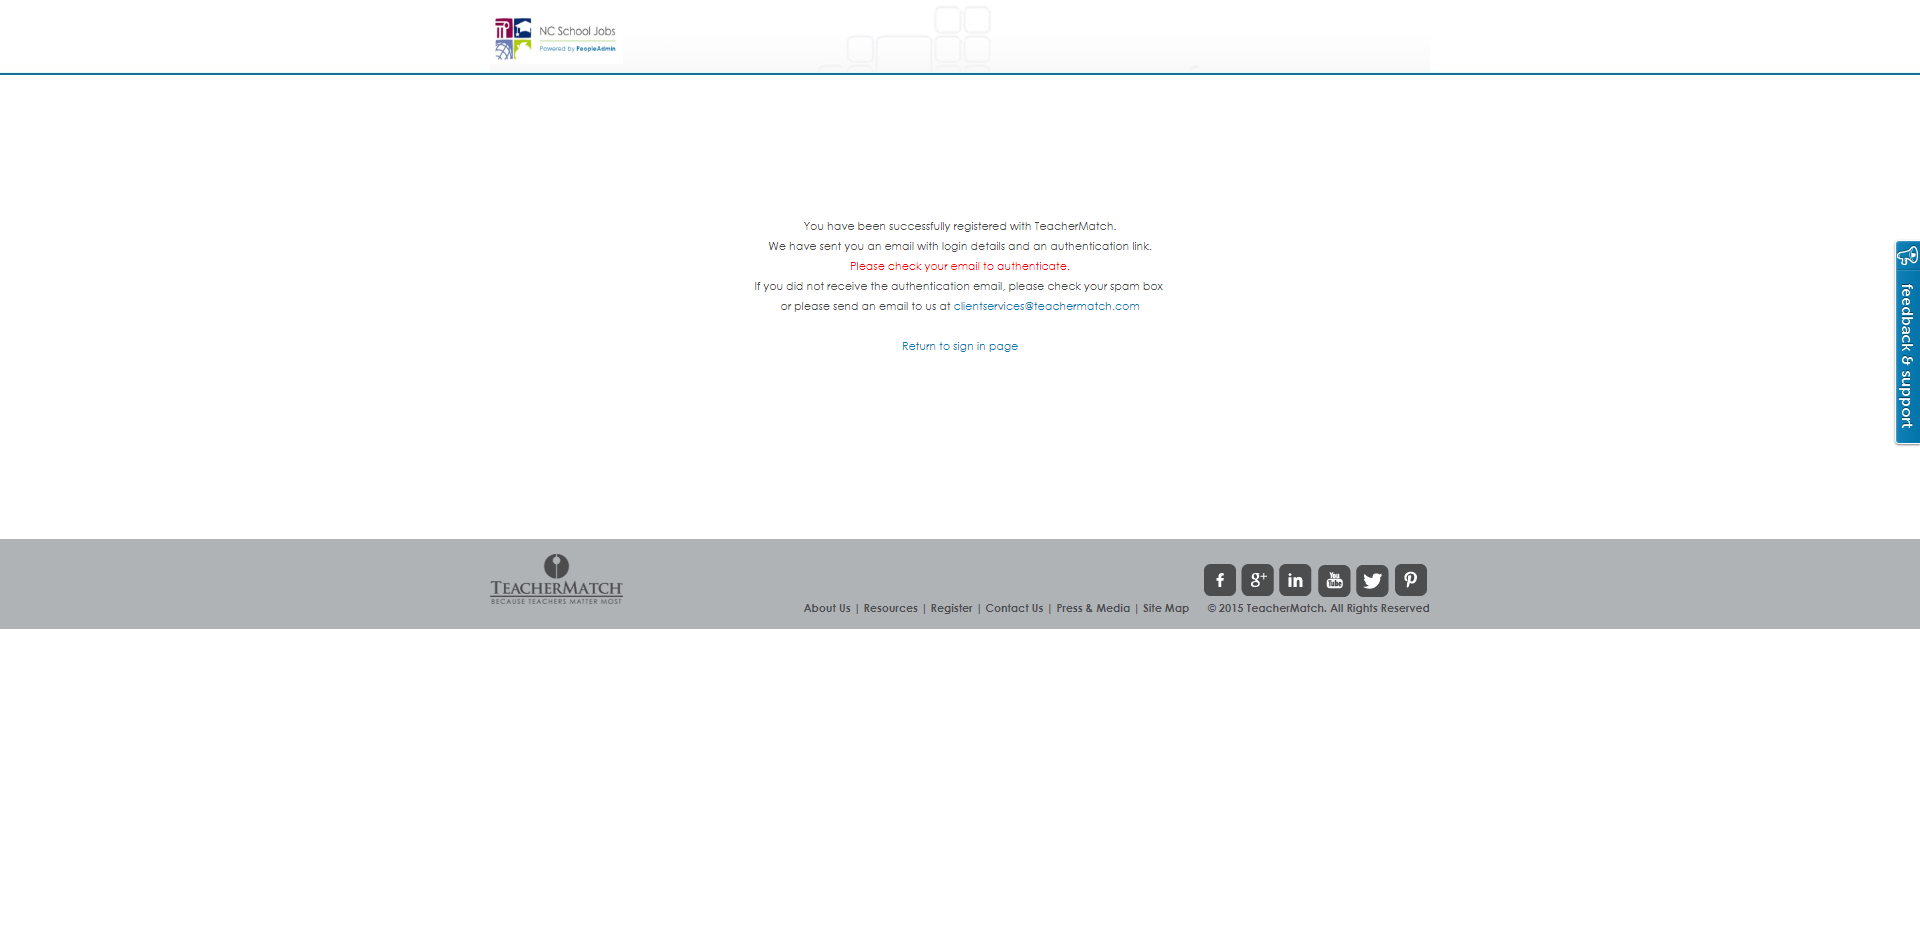 NC School Jobs
Powered by PeopleAdmin
You have been successfully registered with TeacherMatch.
We have sent you an email with login details and an authentication link.
Please check your email to authenticate.
If you did not receive the authentication email, please check your spam box
or please send an email to us at clientservices@teachermatch.com
Return to sign in page
feedback & support
TEACHERMATCH
BECAUSE TEACHERS MATTER MOST
f g+ in You Tube
About Us | Resources | Register | Contact Us | Press & Media | Site Map © 2015 TeacherMatch. All Rights Reserved